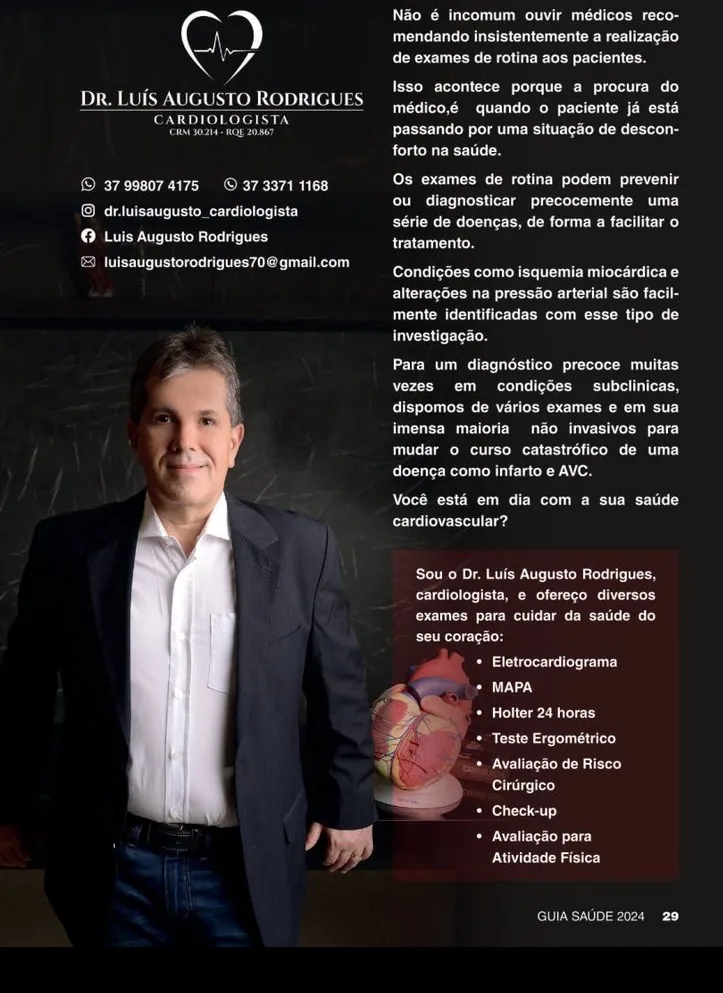 DR. LUÍS AUGUSTO RODRIGUES
CARDIOLOGISTA
CRM 30.214 - RQE 20.867
37 99807 4175
37 3371 1168
dr.luisaugusto_cardiologista
Luis Augusto Rodrigues
luisaugustorodrigues70@gmail.com
Não é incomum ouvir médicos reco-
mendando insistentemente a realização
de exames de rotina aos pacientes.
Isso acontece porque a procura do
médico,é quando o paciente já está
passando por uma situação de descon-
forto na saúde.
Os exames de rotina podem prevenir
ou diagnosticar precocemente uma
série de doenças, de forma a facilitar o
tratamento.
Condições como isquemia miocárdica e
alterações na pressão arterial são facil-
mente identificadas com esse tipo de
investigação.
Para um diagnóstico precoce muitas
vezes em condições subclinicas,
dispomos de vários exames e em sua
imensa maioria não invasivos para
mudar o curso catastrófico de uma
doença como infarto e AVC.
Você está em dia com a sua saúde
cardiovascular?
Sou o Dr. Luís Augusto Rodrigues,
cardiologista, e ofereço diversos
exames para cuidar da saúde do
seu coração:
• Eletrocardiograma
• MAPA
• Holter 24 horas
• Teste Ergométrico
• Avaliação de Risco
Cirúrgico
• Check-up
• Avaliação para
Atividade Física
GUIA SAÚDE 2024 29